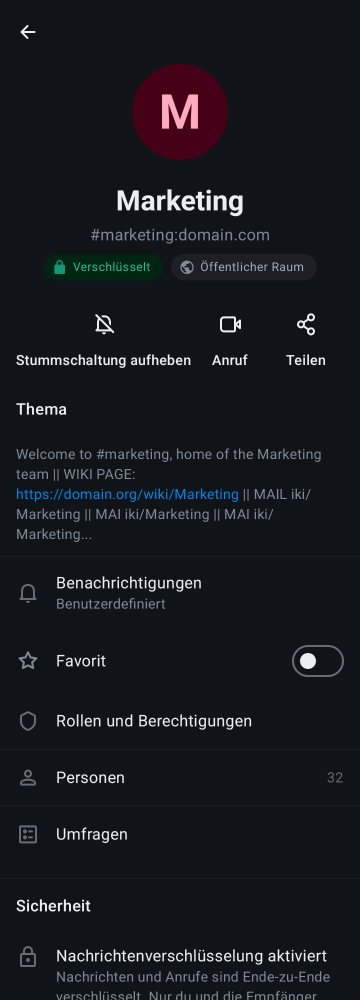 M
Marketing
#marketing:domain.com
Verschlüsselt
Öffentlicher Raum
Stummschaltung aufheben
Anruf
Teilen
Thema
Welcome to #marketing, home of the Marketing
team || WIKI PAGE:
https://domain.org/wiki/Marketing || MAIL iki/
Marketing || MAI iki/Marketing || MAI iki/
Marketing...
Benachrichtigungen
Benutzerdefiniert
Favorit
Rollen und Berechtigungen
Personen 32
Umfragen
Sicherheit
Nachrichtenverschlüsselung aktiviert
Nachrichten und Anrufe sind Ende-zu-Ende
verschlüsselt. Nur du und die Empfänger